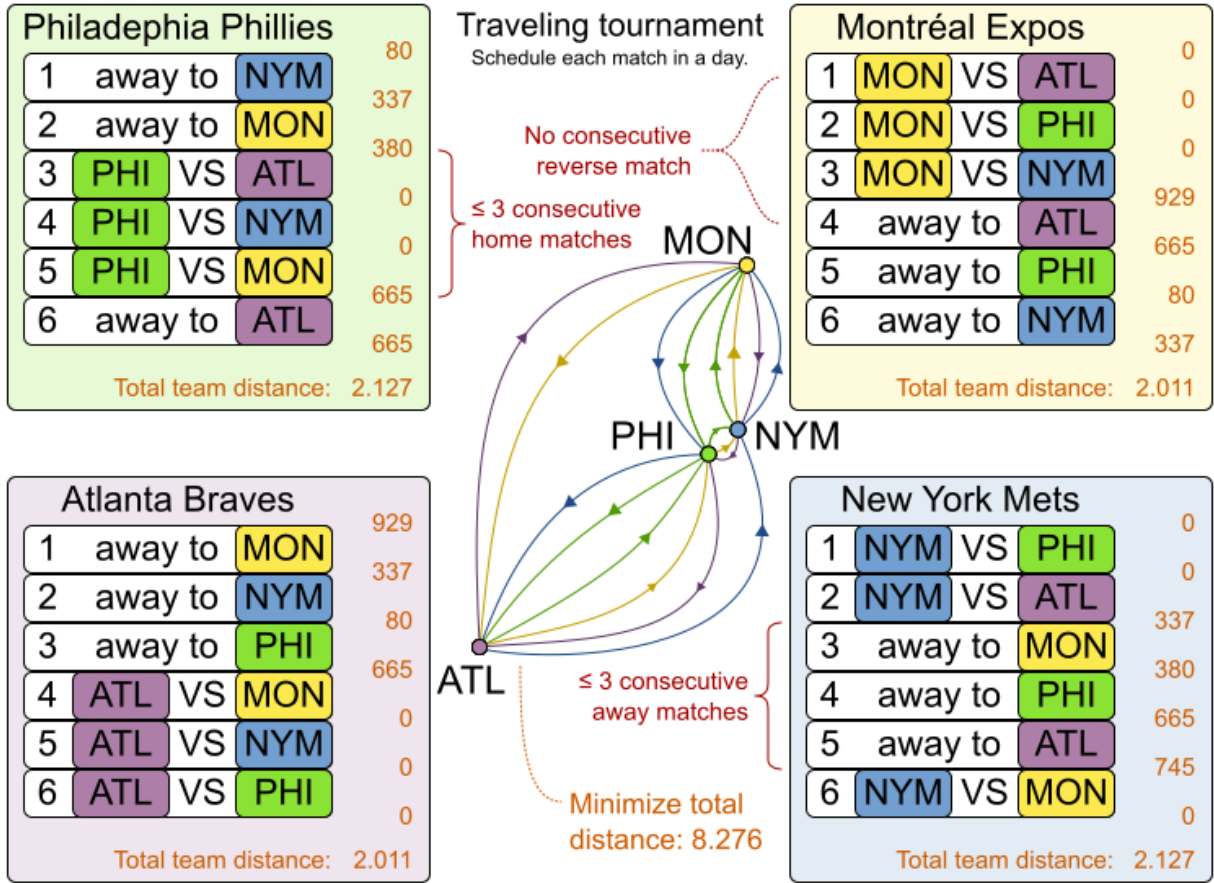 Philadephia Phillies
80
1 away to NYM
337
2 away to MON
380
3 PHI VS ATL
0
4 PHI VS NYM
0
5 PHI VS MON
665
6 away to ATL
665
Total team distance: 2.127
Traveling tournament
Schedule each match in a day.
No consecutive
reverse match
≤ 3 consecutive
home matches
Montréal Expos
0
1 MON VS ATL
0
2 MON VS PHI
0
3 MON VS NYM
929
4 away to ATL
665
5 away to PHI
80
6 away to NYM
337
Total team distance: 2.011
MON
PHI
NYM
ATL
Atlanta Braves
929
1 away to MON
337
2 away to NYM
80
3 away to PHI
665
4 ATL VS MON
0
5 ATL VS NYM
0
6 ATL VS PHI
0
Total team distance: 2.011
≤ 3 consecutive
away matches
Minimize total
distance: 8.276
New York Mets
0
1 NYM VS PHI
0
2 NYM VS ATL
337
3 away to MON
380
4 away to PHI
665
5 away to ATL
745
6 NYM VS MON
0
Total team distance: 2.127